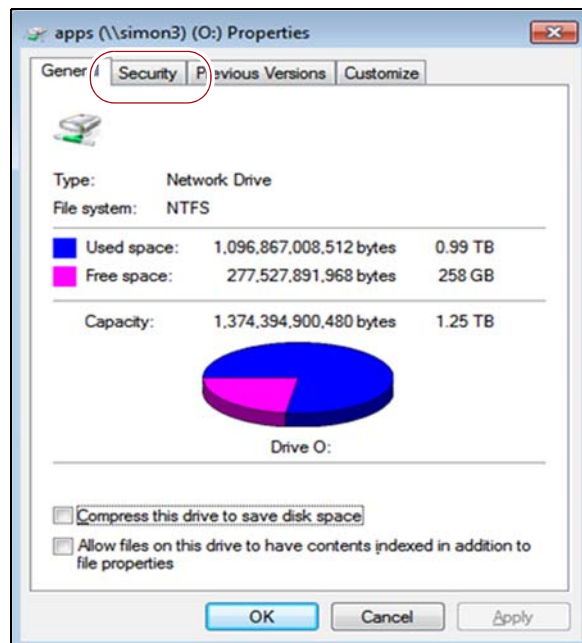 apps (\\simon3) (O:) Properties
General Security Previous Versions Customize
Type: Network Drive
File system: NTFS
Used space: 1,096,867,008,512 bytes 0.99 TB
Free space: 277,527,891,968 bytes 258 GB
Capacity: 1,374,394,900,480 bytes 1.25 TB
Drive O:
Compress this drive to save disk space
Allow files on this drive to have contents indexed in addition to
file properties
OK Cancel Apply